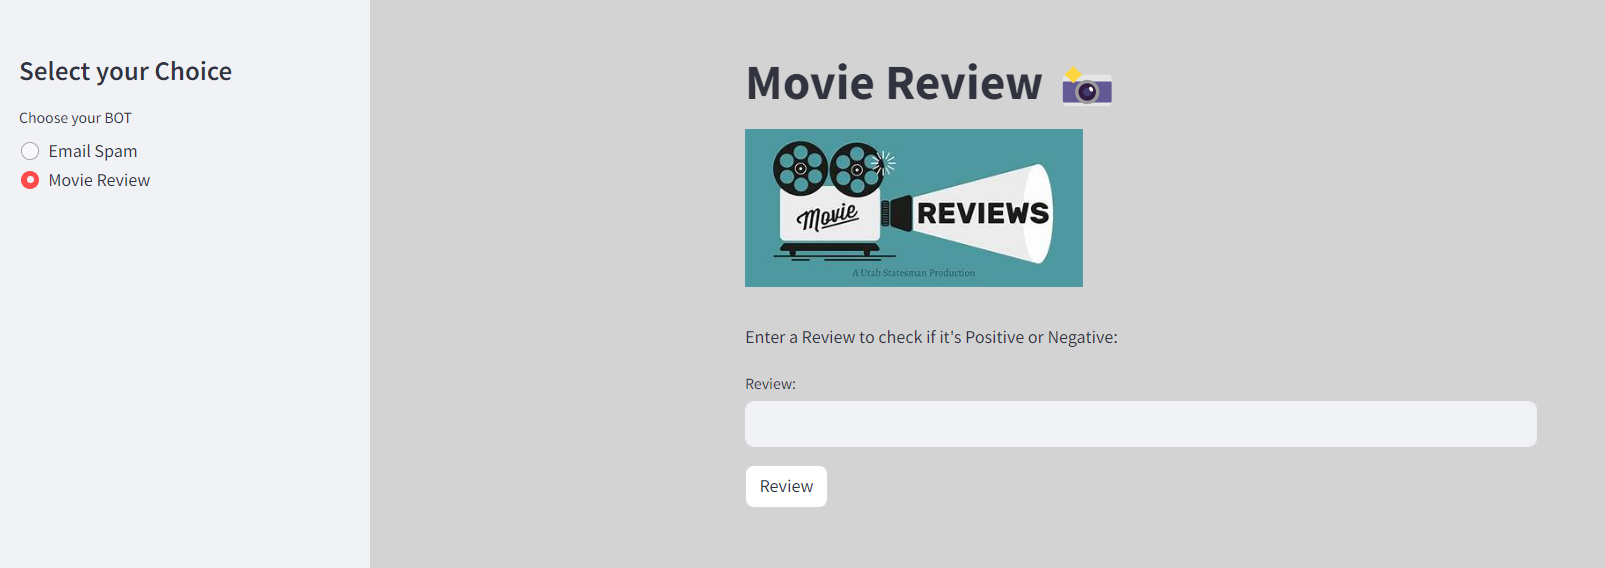 Select your Choice
Choose your BOT
Email Spam
Movie Review
Movie Review
Movie
REVIEWS
A Utah Statesman Production
Enter a Review to check if it's Positive or Negative:
Review:
Review